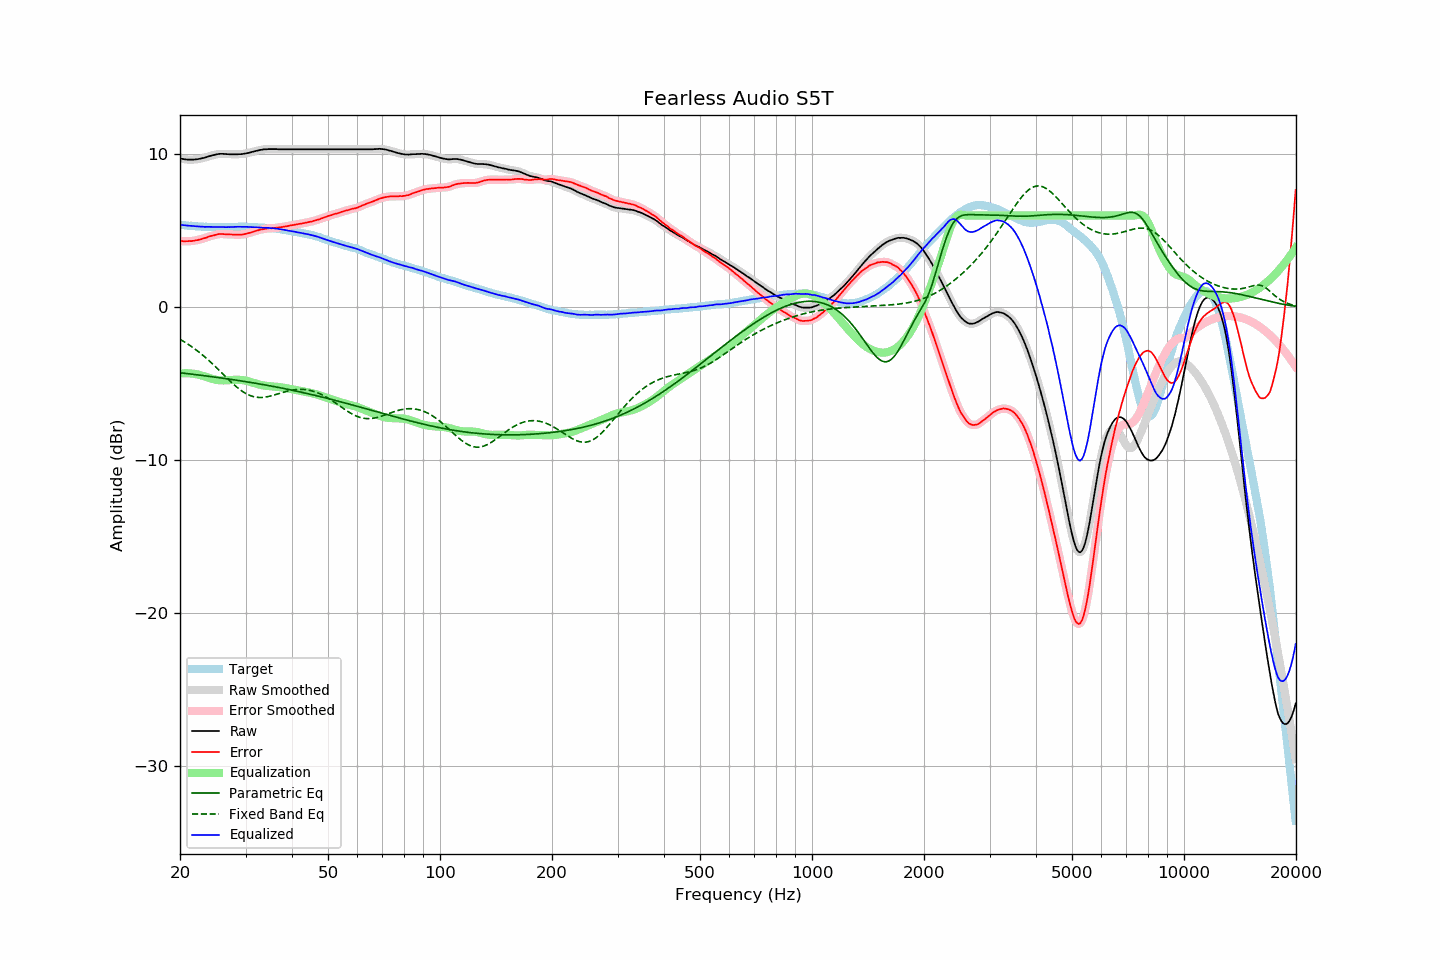 Fearless Audio S5T
10
0
−10
−20
−30
Amplitude (dBr)
Target
Raw Smoothed
Error Smoothed
Raw
Error
Equalization
Parametric Eq
Fixed Band Eq
Equalized
20 50 100 200 500 1000 2000 5000 10000 20000
Frequency (Hz)